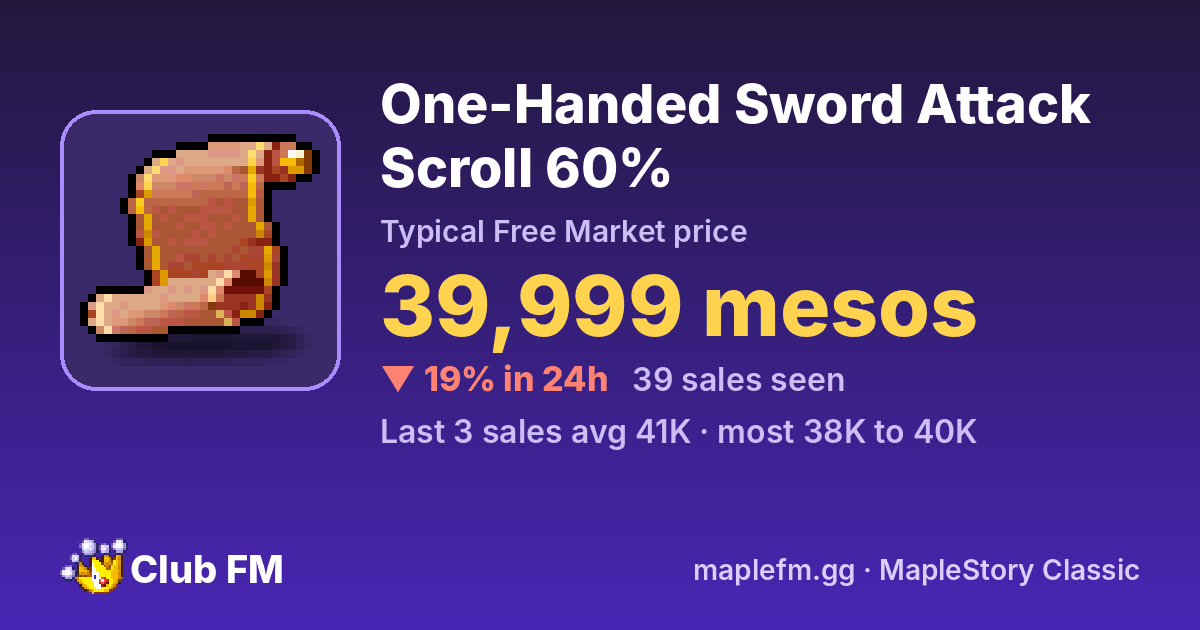 One-Handed Sword Attack
Scroll 60%
Typical Free Market price
39,999 mesos
▼ 19% in 24h 39 sales seen
Last 3 sales avg 41K · most 38K to 40K
Club FM
maplefm.gg · MapleStory Classic